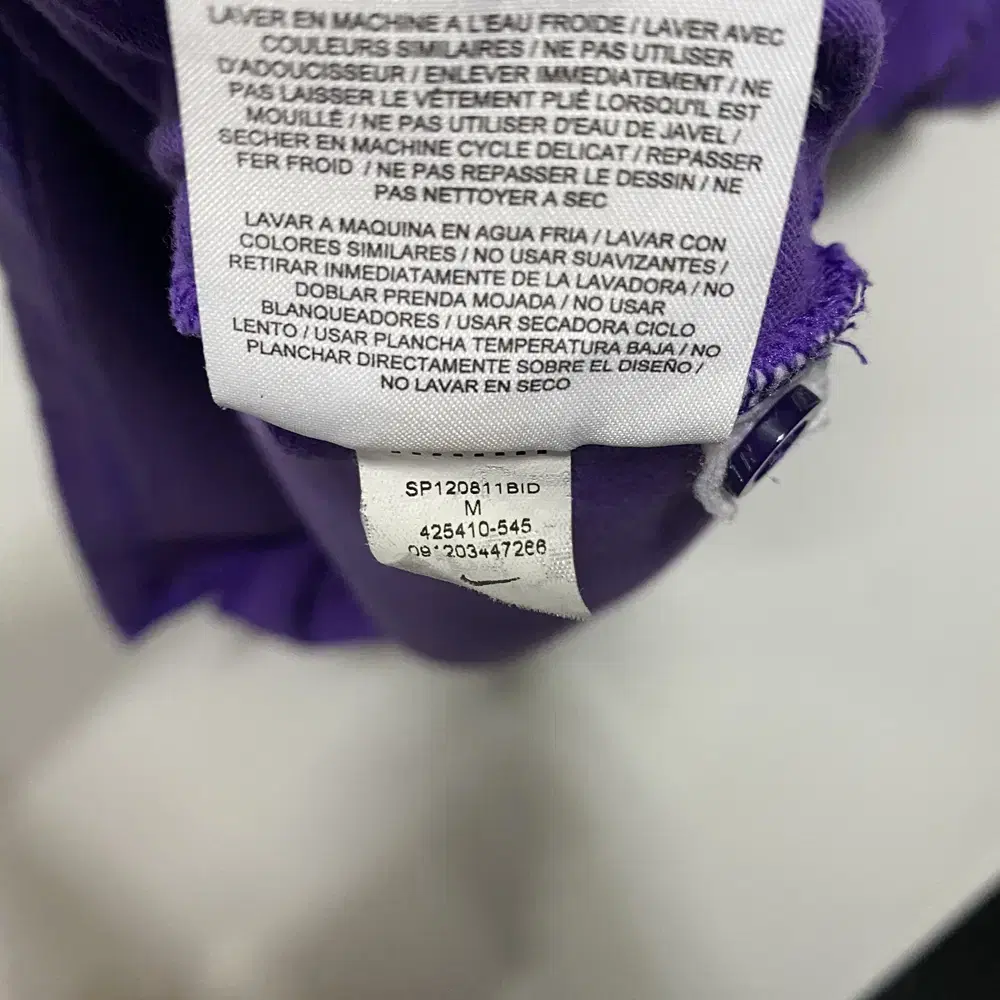 LAVER EN MACHINE A L'EAU FROIDE / LAVER AVEC
COULEURS SIMILAIRES / NE PAS UTILISER
D'ADOUCISSEUR / ENLEVER IMMEDIATEMENT / NE
PAS LAISSER LE VÊTEMENT PLIÉ LORSQU'IL EST
MOUILLÉ / NE PAS UTILISER D'EAU DE JAVEL /
SECHER EN MACHINE CYCLE DELICAT / REPASSER
FER FROID / NE PAS REPASSER LE DESSIN / NE
PAS NETTOYER A SEC
LAVAR A MAQUINA EN AGUA FRIA / LAVAR CON
COLORES SIMILARES / NO USAR SUAVIZANTES /
RETIRAR INMEDIATAMENTE DE LA LAVADORA / NO
DOBLAR PRENDA MOJADA / NO USAR
BLANQUEADORES / USAR SECADORA CICLO
LENTO / USAR PLANCHA TEMPERATURA BAJA / NO
PLANCHAR DIRECTAMENTE SOBRE EL DISEÑO /
NO LAVAR EN SECO
SP120811BID
M
425410-545
091203447266